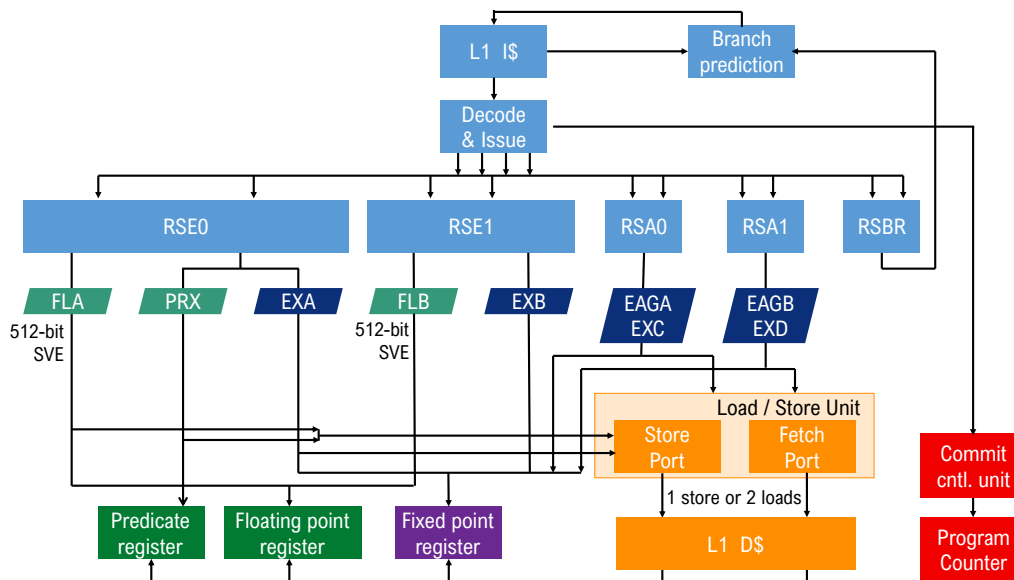 L1 I$
Branch
prediction
Decode
& Issue
RSE0
RSE1
RSA0
RSA1
RSBR
FLA
PRX
EXA
FLB
EXB
EAGA
EXC
EAGB
EXD
512-bit
SVE
512-bit
SVE
Load / Store Unit
Store
Port
Fetch
Port
Commit
cntl. unit
1 store or 2 loads
Predicate
register
Floating point
register
Fixed point
register
L1 D$
Program
Counter